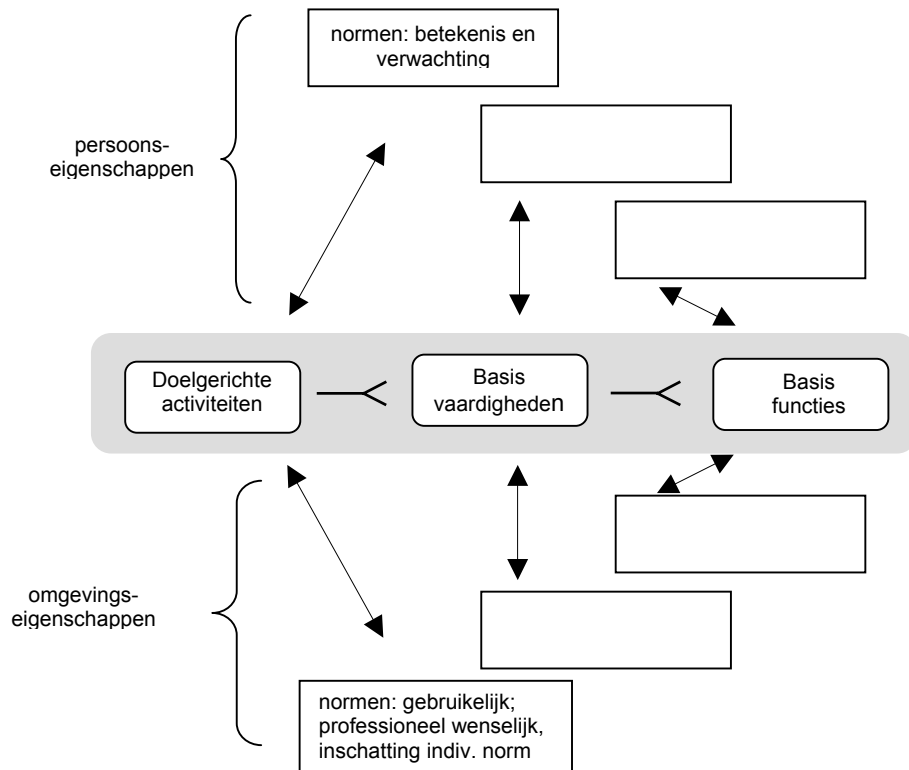 normen: betekenis en
verwachting
persoons-
eigenschappen
Doelgerichte
activiteiten
Basis
vaardigheden
Basis
functies
omgevings-
eigenschappen
normen: gebruikelijk;
professioneel wenselijk,
inschatting indiv. norm